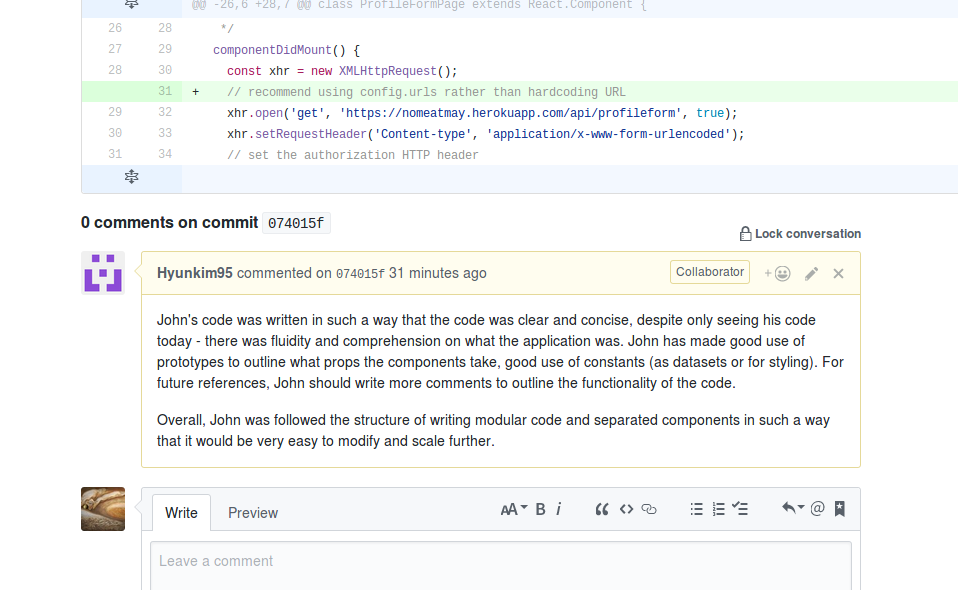 @@ -26,6 +28,7 @@ class ProfileFormPage extends React.Component {
26 28 */
27 29 componentDidMount() {
28 30 const xhr = new XMLHttpRequest();
31 + // recommend using config.urls rather than hardcoding URL
29 32 xhr.open('get', 'https://nomeatmay.herokuapp.com/api/profileform', true);
30 33 xhr.setRequestHeader('Content-type', 'application/x-www-form-urlencoded');
31 34 // set the authorization HTTP header
0 comments on commit 074015f
Lock conversation
Hyunkim95 commented on 074015f 31 minutes ago Collaborator
John's code was written in such a way that the code was clear and concise, despite only seeing his code
today - there was fluidity and comprehension on what the application was. John has made good use of
prototypes to outline what props the components take, good use of constants (as datasets or for styling). For
future references, John should write more comments to outline the functionality of the code.
Overall, John was followed the structure of writing modular code and separated components in such a way
that it would be very easy to modify and scale further.
Write Preview AA B i
Leave a comment